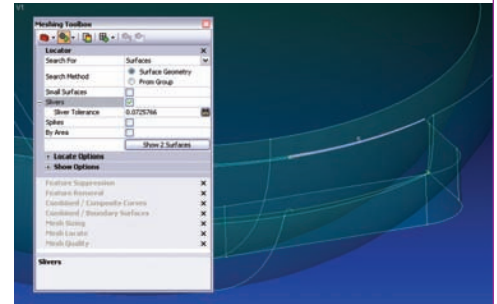 V1
Meshing Toolbox
Locator
Search For Surfaces
Search Method Surface Geometry
From Group
Small Surfaces
Slivers
Sliver Tolerance 0.0725766
Spikes
By Area
Show 2 Surfaces
+ Locate Options
+ Show Options
Feature Suppression
Feature Removal
Combined / Composite Curves
Combined / Boundary Surfaces
Mesh Sizing
Mesh Locate
Mesh Quality
Slivers